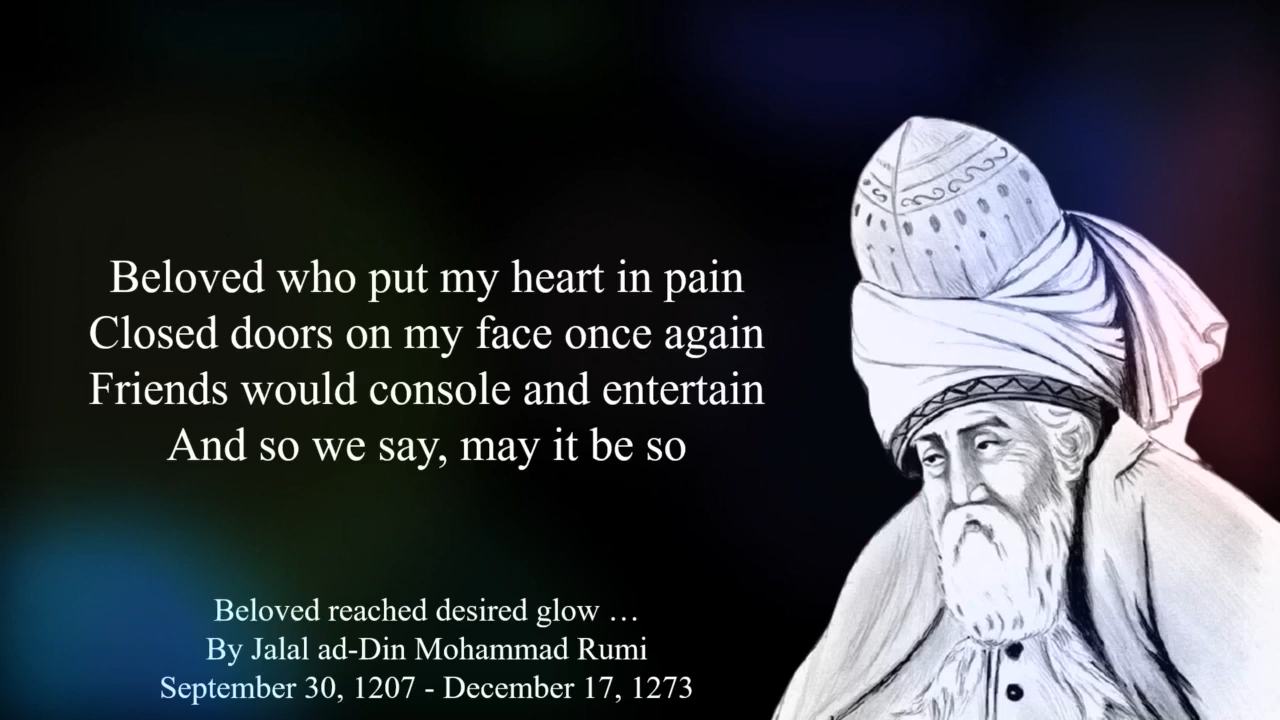 Beloved who put my heart in pain
Closed doors on my face once again
Friends would console and entertain
And so we say, may it be so
Beloved reached desired glow …
By Jalal ad-Din Mohammad Rumi
September 30, 1207 - December 17, 1273